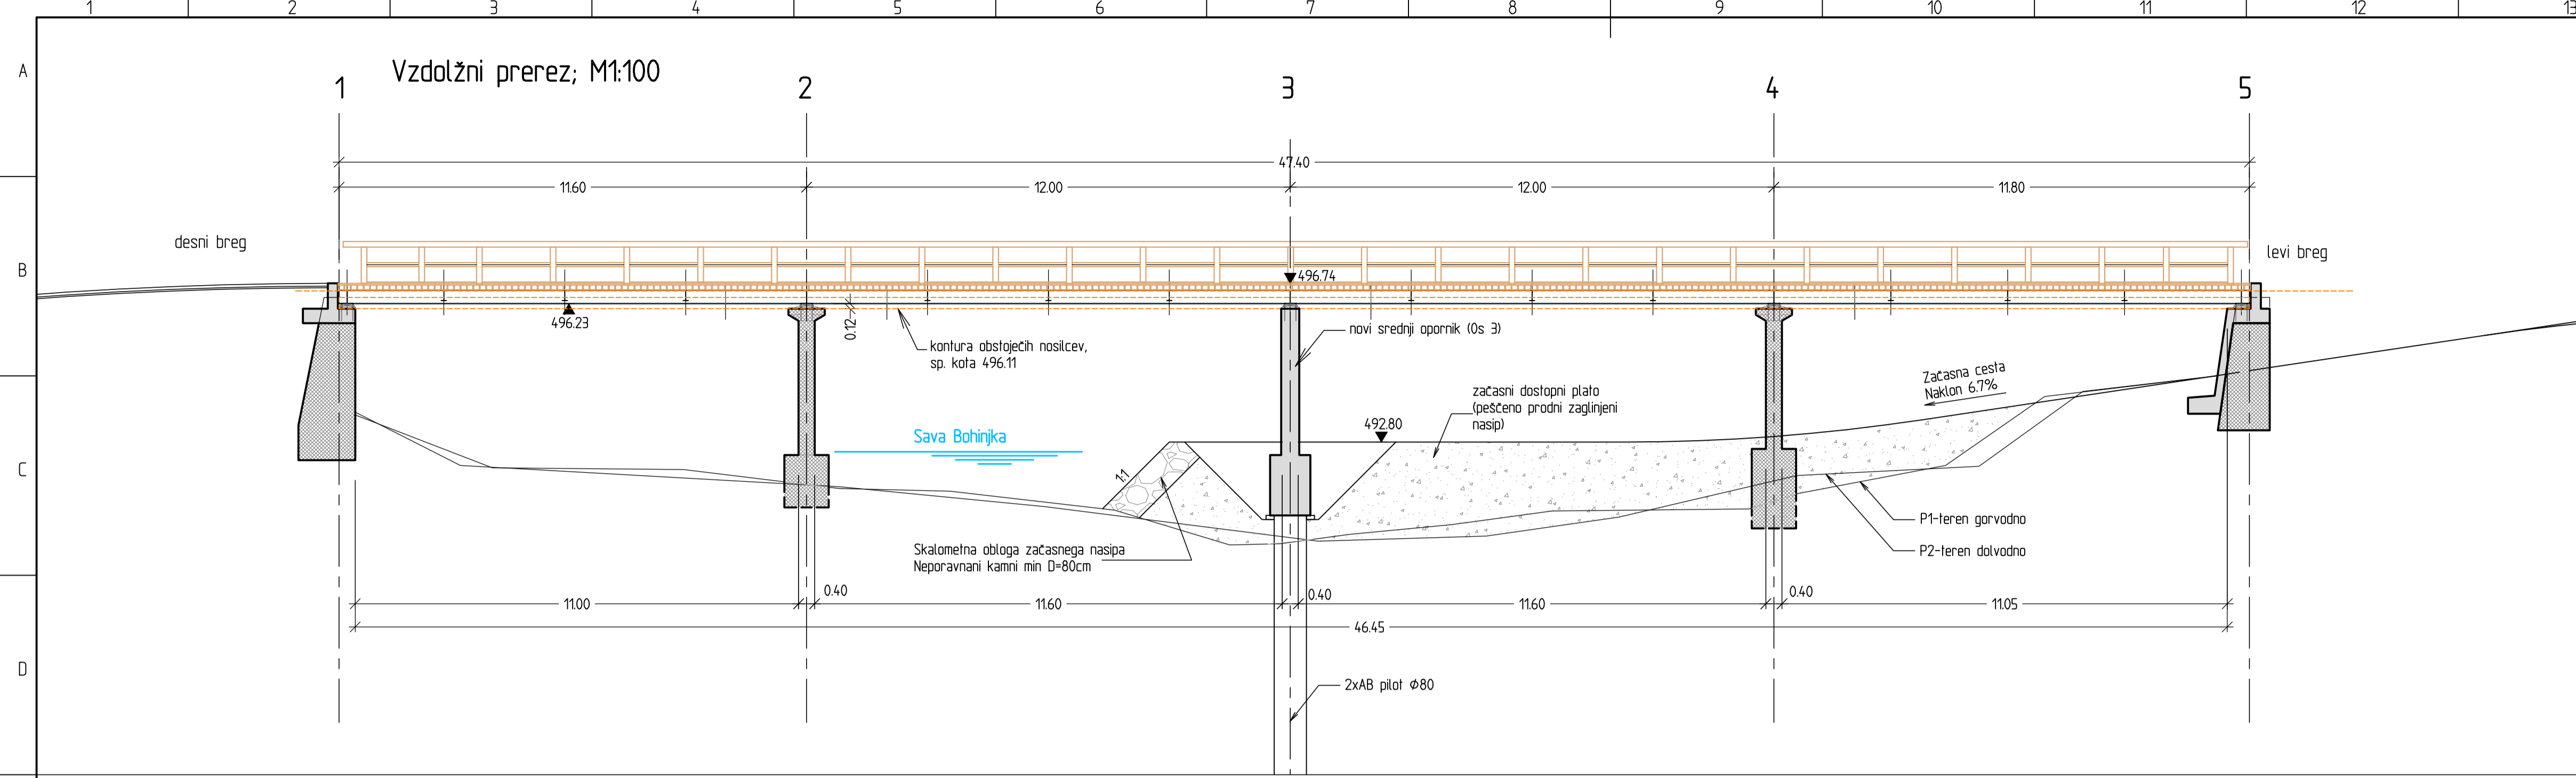 1 2 3 4 5 6 7 8 9 10 11 12 13
A
B
C
D
Vzdolžni prerez; M1:100
1 2 3 4 5
47.40
11.60 12.00 12.00 11.80
desni breg
levi breg
496.74
496.23
0.12
kontura obstoječih nosilcev,
sp. kota 496.11
novi srednji opornik (Os 3)
začasni dostopni plato
(peščeno prodni zaglinjeni
nasip)
492.80
Začasna cesta
Naklon 6.7%
Sava Bohinjka
1:1
Skalometna obloga začasnega nasipa
Neporavnani kamni min D=80cm
P1-teren gorvodno
P2-teren dolvodno
11.00 0.40 11.60 0.40 11.60 0.40 11.05
46.45
2xAB pilot Ø80